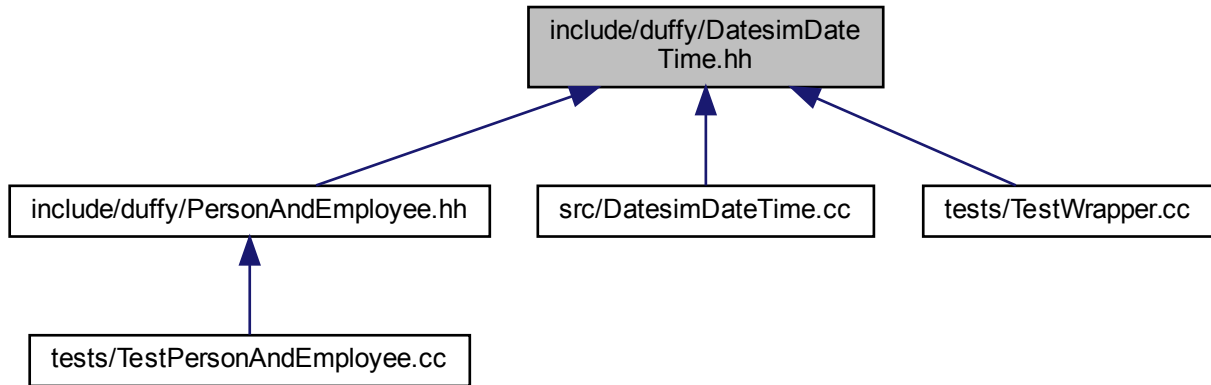 include/duffy/DatesimDate
Time.hh
include/duffy/PersonAndEmployee.hh
src/DatesimDateTime.cc
tests/TestWrapper.cc
tests/TestPersonAndEmployee.cc